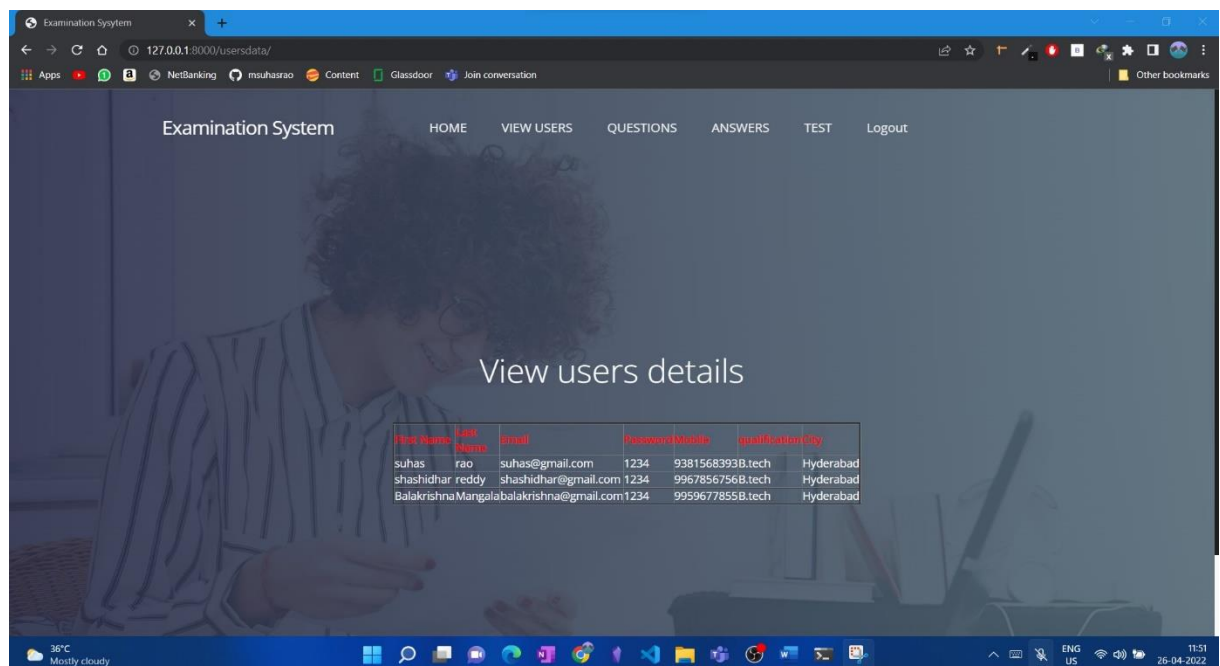 Examination Sysytem
127.0.0.1:8000/usersdata/
Apps NetBanking msuhasrao Content Glassdoor Join conversation Other bookmarks
Examination System HOME VIEW USERS QUESTIONS ANSWERS TEST Logout
View users details
First Name Last Name Email Password Mobile qualification City
suhas rao suhas@gmail.com 1234 9381568393 B.tech Hyderabad
shashidhar reddy shashidhar@gmail.com 1234 9967856756 B.tech Hyderabad
Balakrishna Mangala balakrishna@gmail.com 1234 9959677855 B.tech Hyderabad
36°C ENG 11:51
Mostly cloudy US 26-04-2022